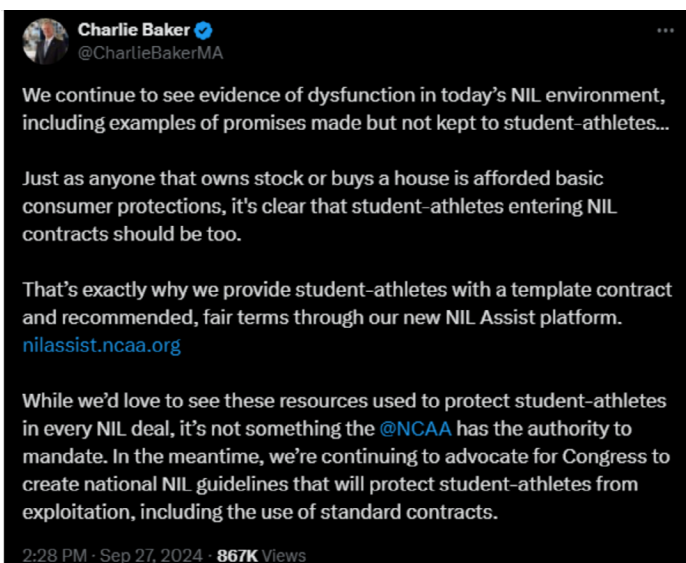 Charlie Baker
@CharlieBakerMA
We continue to see evidence of dysfunction in today's NIL environment,
including examples of promises made but not kept to student-athletes...
Just as anyone that owns stock or buys a house is afforded basic
consumer protections, it's clear that student-athletes entering NIL
contracts should be too.
That's exactly why we provide student-athletes with a template contract
and recommended, fair terms through our new NIL Assist platform.
nilassist.ncaa.org
While we'd love to see these resources used to protect student-athletes
in every NIL deal, it's not something the @NCAA has the authority to
mandate. In the meantime, we're continuing to advocate for Congress to
create national NIL guidelines that will protect student-athletes from
exploitation, including the use of standard contracts.
2:28 PM · Sep 27, 2024 · 867K Views